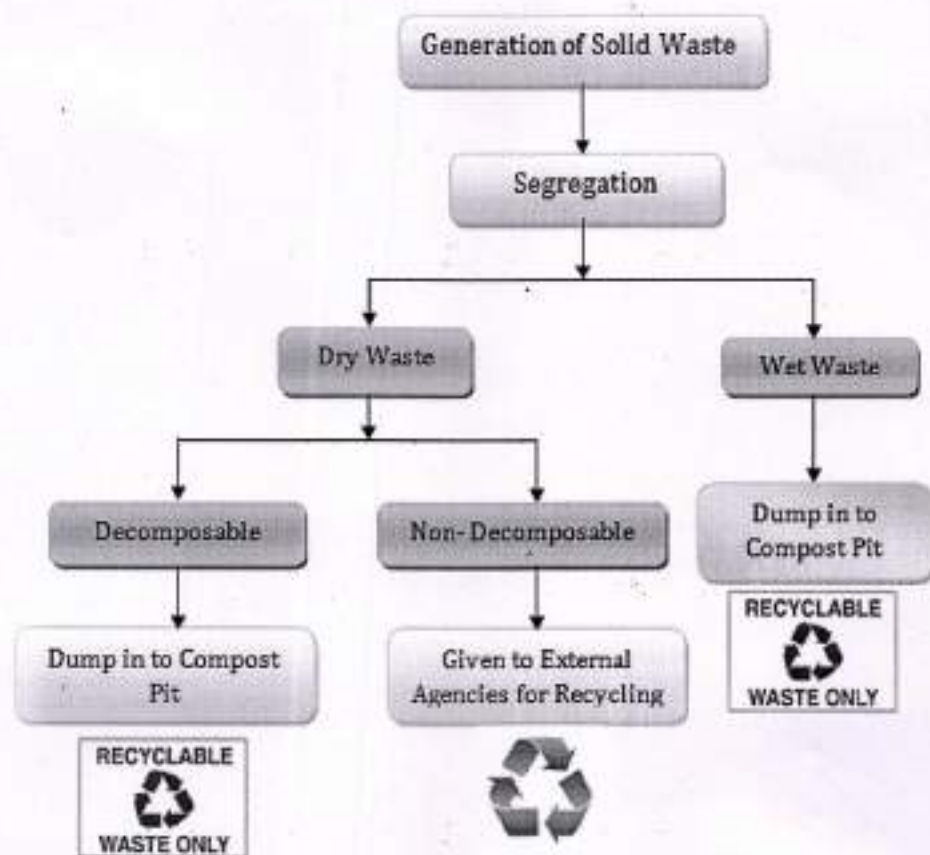 Generation of Solid Waste
Segregation
Dry Waste
Wet Waste
Decomposable
Non- Decomposable
Dump in to
Compost Pit
Dump in to Compost
Pit
Given to External
Agencies for Recycling
RECYCLABLE
WASTE ONLY
RECYCLABLE
WASTE ONLY